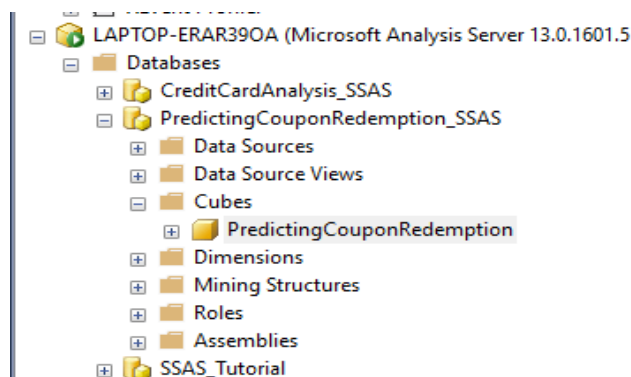 LAPTOP-ERAR39OA (Microsoft Analysis Server 13.0.1601.5
Databases
CreditCardAnalysis_SSAS
PredictingCouponRedemption_SSAS
Data Sources
Data Source Views
Cubes
PredictingCouponRedemption
Dimensions
Mining Structures
Roles
Assemblies
SSAS_Tutorial